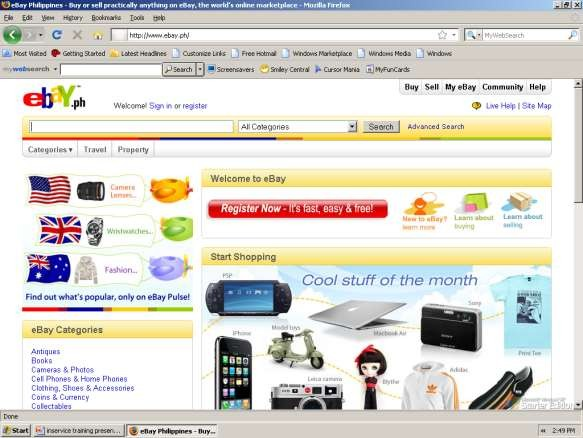 eBay Philippines - Buy or sell practically anything on eBay, the world's online marketplace - Mozilla Firefox
File Edit View History Bookmarks Tools Help
http://www.ebay.ph/
MyWebSearch
Most Visited Getting Started Latest Headlines Customize Links Free Hotmail Windows Marketplace Windows Media Windows
mywebsearch Search Screensavers Smiley Central Cursor Mania MyFunCards
Buy Sell My eBay Community Help
ebay.ph
Welcome! Sign in or register
Live Help | Site Map
All Categories Search Advanced Search
Categories Travel Property
Camera Lenses...
Wristwatches...
Fashion...
Find out what's popular, only on eBay Pulse!
eBay Categories
Antiques
Books
Cameras & Photos
Cell Phones & Home Phones
Clothing, Shoes & Accessories
Coins & Currency
Collectables
Welcome to eBay
Register Now - It's fast, easy & free!
New to eBay? learn more
Learn about buying
Learn about selling
Start Shopping
Cool stuff of the month
PSP
Sony
iPhone
Model toys
Macbook Air
Print Tee
Leica camera
Blythe
Adidas
Starter Edition
Done
Start
inservice training presen...
eBay Philippines - Buy...
2:49 PM